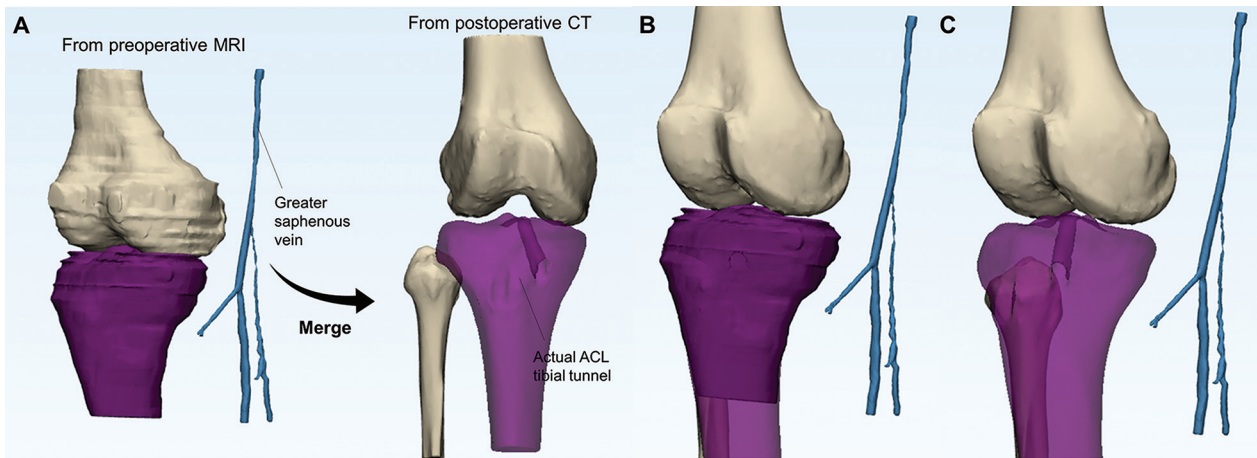 A
From preoperative MRI
Greater
saphenous
vein
Merge
From postoperative CT
Actual ACL
tibial tunnel
B
C